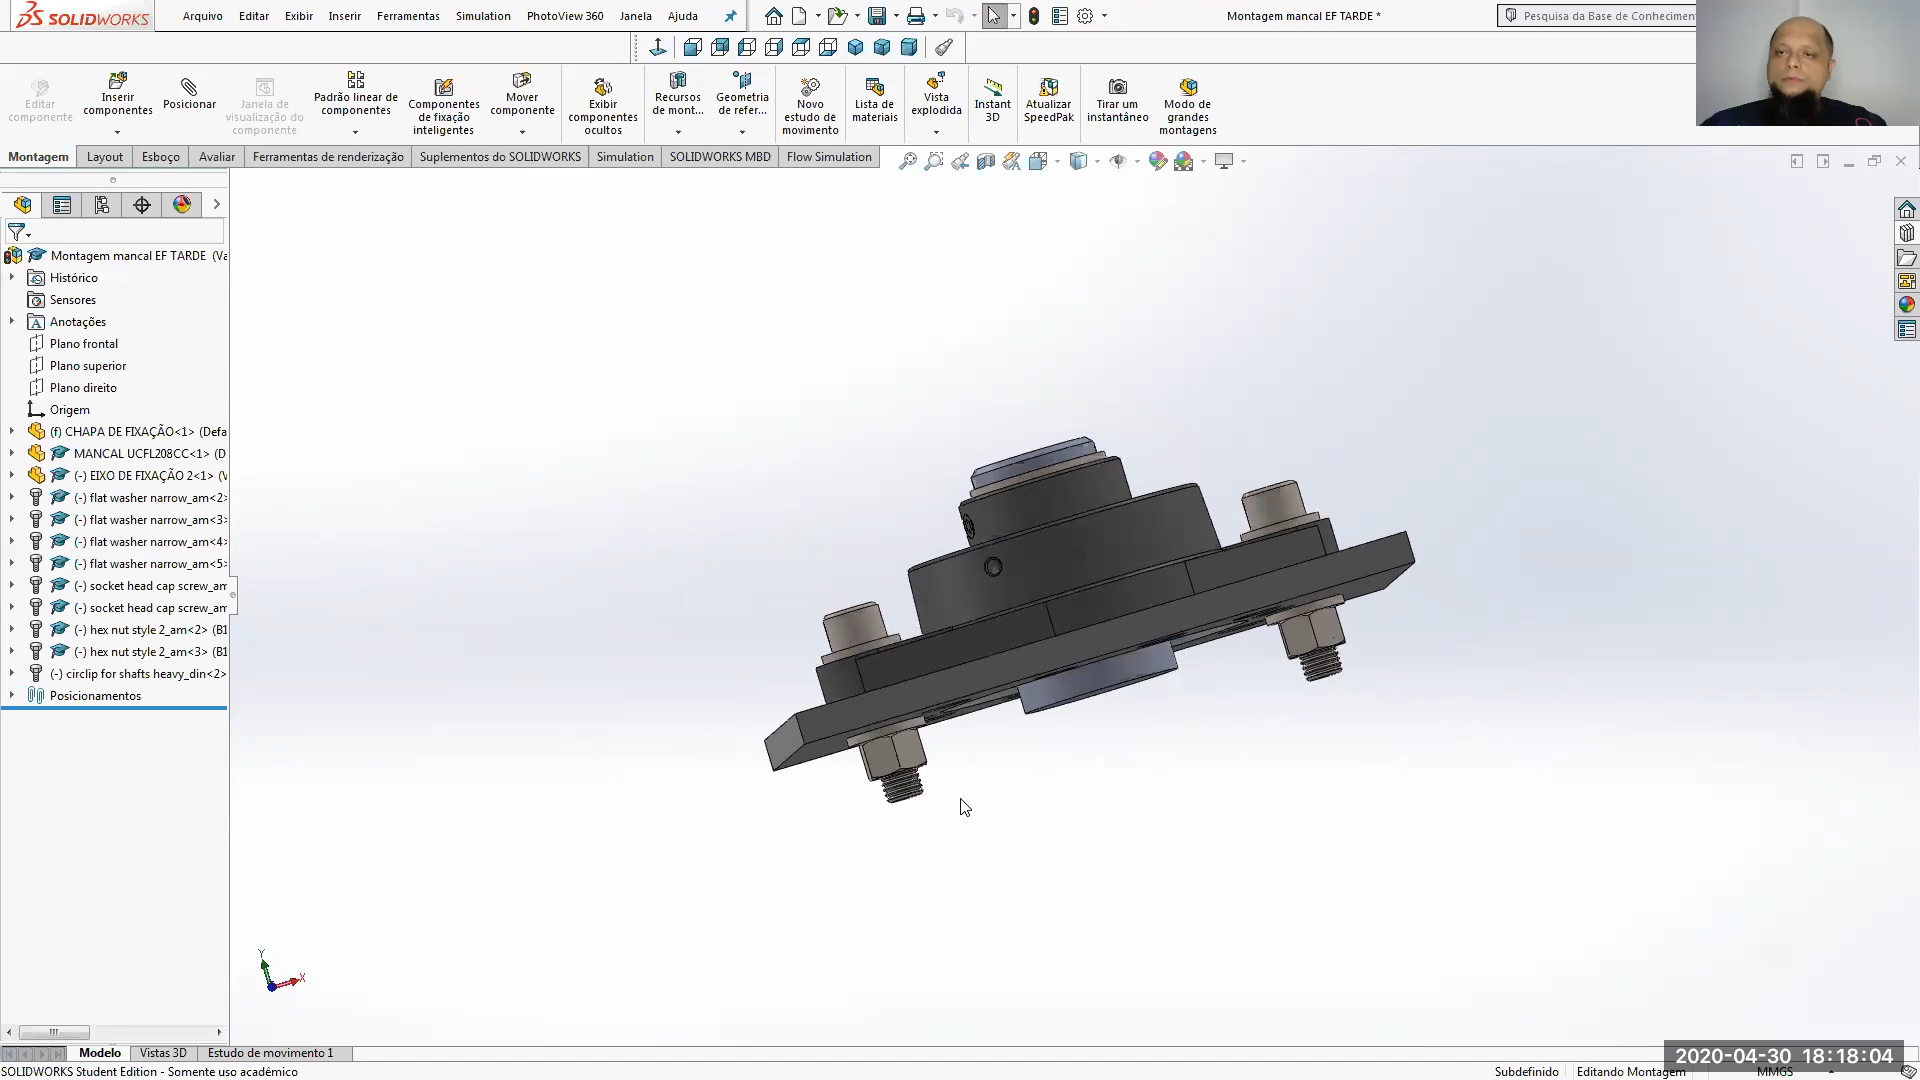 SOLIDWORKS
Arquivo Editar Exibir Inserir Ferramentas Simulation PhotoView 360 Janela Ajuda
Montagem mancal EF TARDE *
Pesquisa da Base de Conhecimen
Editar componente
Inserir componentes
Posicionar
Janela de visualização do componente
Padrão linear de componentes
Componentes de fixação inteligentes
Mover componente
Exibir componentes ocultos
Recursos de mont...
Geometria de refer...
Novo estudo de movimento
Lista de materiais
Vista explodida
Instant 3D
Atualizar SpeedPak
Tirar um instantâneo
Modo de grandes montagens
Montagem Layout Esboço Avaliar Ferramentas de renderização Suplementos do SOLIDWORKS Simulation SOLIDWORKS MBD Flow Simulation
Montagem mancal EF TARDE (Va
Histórico
Sensores
Anotações
Plano frontal
Plano superior
Plano direito
Origem
(f) CHAPA DE FIXAÇÃO<1> (Defa
MANCAL UCFL208CC<1> (D
(-) EIXO DE FIXAÇÃO 2<1> (V
(-) flat washer narrow_am<2>
(-) flat washer narrow_am<3>
(-) flat washer narrow_am<4>
(-) flat washer narrow_am<5>
(-) socket head cap screw_am
(-) socket head cap screw_am
(-) hex nut style 2_am<2> (B1
(-) hex nut style 2_am<3> (B1
(-) circlip for shafts heavy_din<2>
Posicionamentos
Y
X
Modelo Vistas 3D Estudo de movimento 1
2020-04-30 18:18:04
SOLIDWORKS Student Edition - Somente uso acadêmico
Subdefinido Editando Montagem MMGS